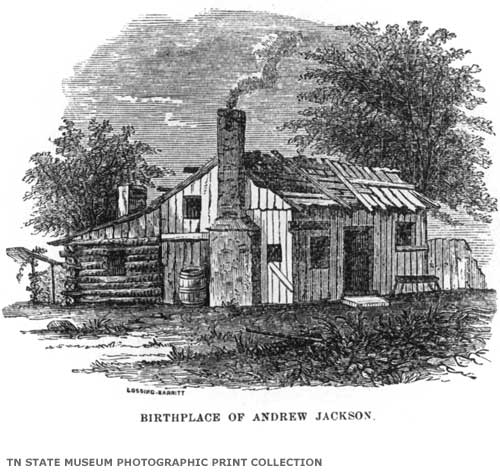 LOSSING-BARRITT
BIRTHPLACE OF ANDREW JACKSON.
TN STATE MUSEUM PHOTOGRAPHIC PRINT COLLECTION